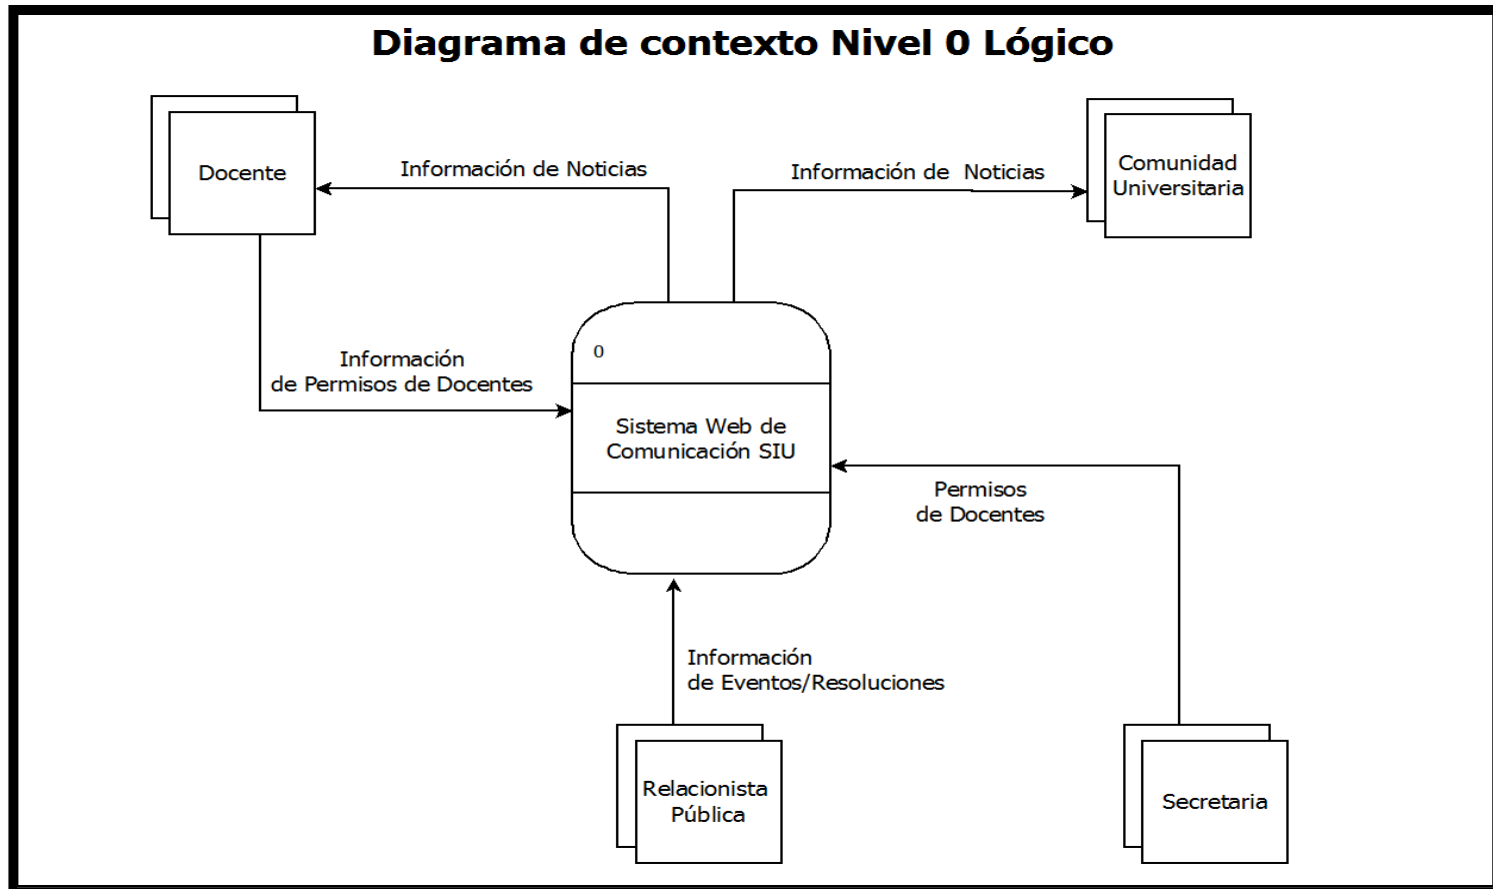 Diagrama de contexto Nivel 0 Lógico
Docente
Información de Noticias
Información de  Noticias
Comunidad
Universitaria
Información
de Permisos de Docentes
0
Sistema Web de
Comunicación SIU
Permisos
de Docentes
Información
de Eventos/Resoluciones
Relacionista
Pública
Secretaria